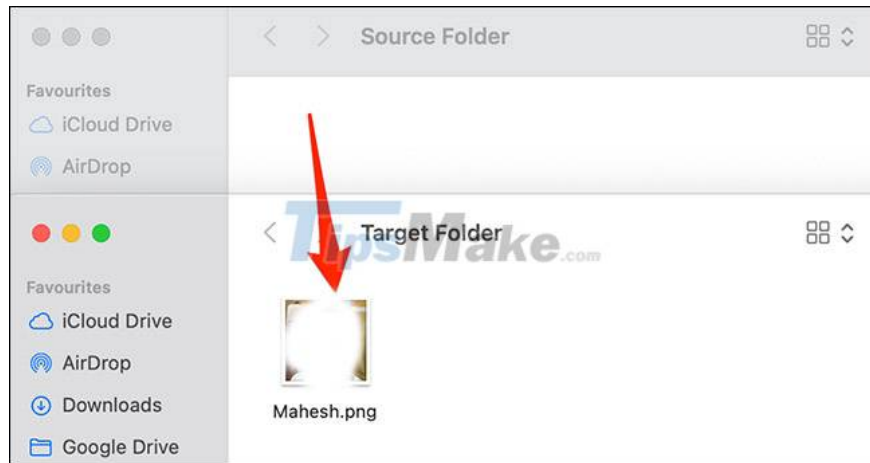 Source Folder
Favourites
iCloud Drive
AirDrop
TipsMake.com
Target Folder
Favourites
iCloud Drive
AirDrop
Downloads
Google Drive
Mahesh.png